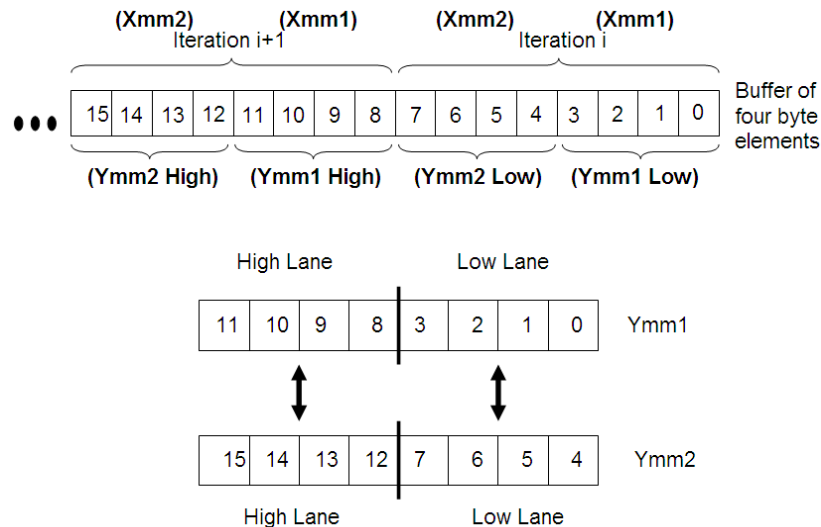 (Xmm2) (Xmm1) (Xmm2) (Xmm1)
Iteration i+1 Iteration i
15 14 13 12 11 10 9 8 7 6 5 4 3 2 1 0
Buffer of
four byte
elements
(Ymm2 High) (Ymm1 High) (Ymm2 Low) (Ymm1 Low)
High Lane Low Lane
11 10 9 8 3 2 1 0 Ymm1
15 14 13 12 7 6 5 4 Ymm2
High Lane Low Lane